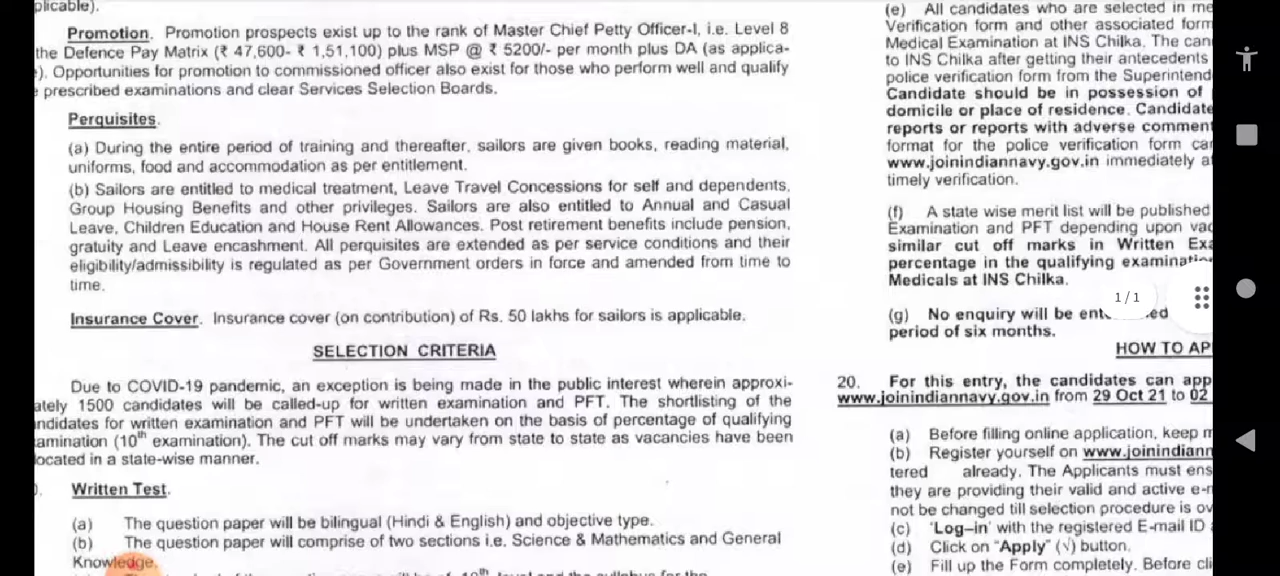 plicable).
Promotion. Promotion prospects exist up to the rank of Master Chief Petty Officer-I, i.e. Level 8
the Defence Pay Matrix (₹ 47,600- ₹ 1,51,100) plus MSP @ ₹ 5200/- per month plus DA (as applica-
). Opportunities for promotion to commissioned officer also exist for those who perform well and qualify
prescribed examinations and clear Services Selection Boards.
Perquisites.
(a) During the entire period of training and thereafter, sailors are given books, reading material,
uniforms, food and accommodation as per entitlement.
(b) Sailors are entitled to medical treatment, Leave Travel Concessions for self and dependents,
Group Housing Benefits and other privileges. Sailors are also entitled to Annual and Casual
Leave, Children Education and House Rent Allowances. Post retirement benefits include pension,
gratuity and Leave encashment. All perquisites are extended as per service conditions and their
eligibility/admissibility is regulated as per Government orders in force and amended from time to
time.
Insurance Cover. Insurance cover (on contribution) of Rs. 50 lakhs for sailors is applicable.
SELECTION CRITERIA
Due to COVID-19 pandemic, an exception is being made in the public interest wherein approxi-
ately 1500 candidates will be called-up for written examination and PFT. The shortlisting of the
ndidates for written examination and PFT will be undertaken on the basis of percentage of qualifying
amination (10th examination). The cut off marks may vary from state to state as vacancies have been
located in a state-wise manner.
Written Test.
(a) The question paper will be bilingual (Hindi & English) and objective type.
(b) The question paper will comprise of two sections i.e. Science & Mathematics and General
Knowledge.
(e) All candidates who are selected in me
Verification form and other associated form
Medical Examination at INS Chilka. The can
to INS Chilka after getting their antecedents
police verification form from the Superintend
Candidate should be in possession of
domicile or place of residence. Candidate
reports or reports with adverse comment
format for the police verification form car
www.joinindiannavy.gov.in immediately a
timely verification.
(f) A state wise merit list will be published
Examination and PFT depending upon vac
similar cut off marks in Written Exa
percentage in the qualifying examination
Medicals at INS Chilka.
1/1
(g) No enquiry will be ent ed
period of six months.
HOW TO AP
20. For this entry, the candidates can app
www.joinindiannavy.gov.in from 29 Oct 21 to 02
(a) Before filling online application, keep m
(b) Register yourself on www.joinindiann
tered already. The Applicants must ens
they are providing their valid and active e-m
not be changed till selection procedure is ov
(c) 'Log–in' with the registered E-mail ID
(d) Click on "Apply" (√) button.
(e) Fill up the Form completely. Before cli